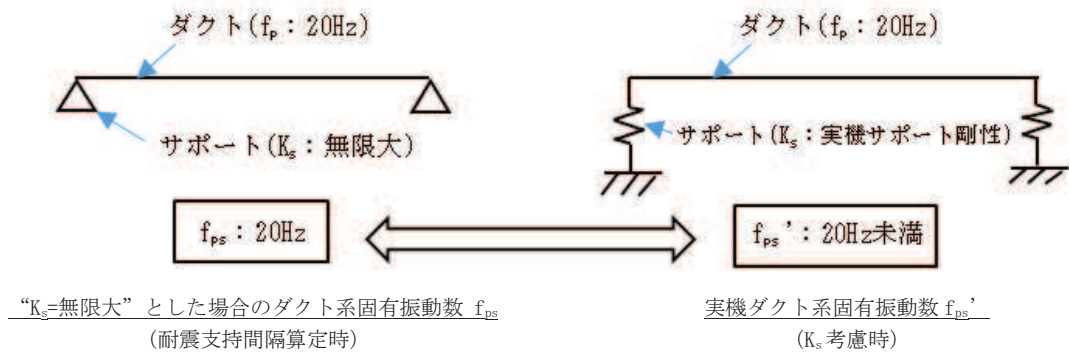 ダクト(fₚ：20Hz)
サポート(Kₛ：無限大)
fₚₛ：20Hz
“Kₛ=無限大”とした場合のダクト系固有振動数 fₚₛ
(耐震支持間隔算定時)
ダクト(fₚ：20Hz)
サポート(Kₛ：実機サポート剛性)
fₚₛ’：20Hz未満
実機ダクト系固有振動数 fₚₛ’
(Kₛ考慮時)